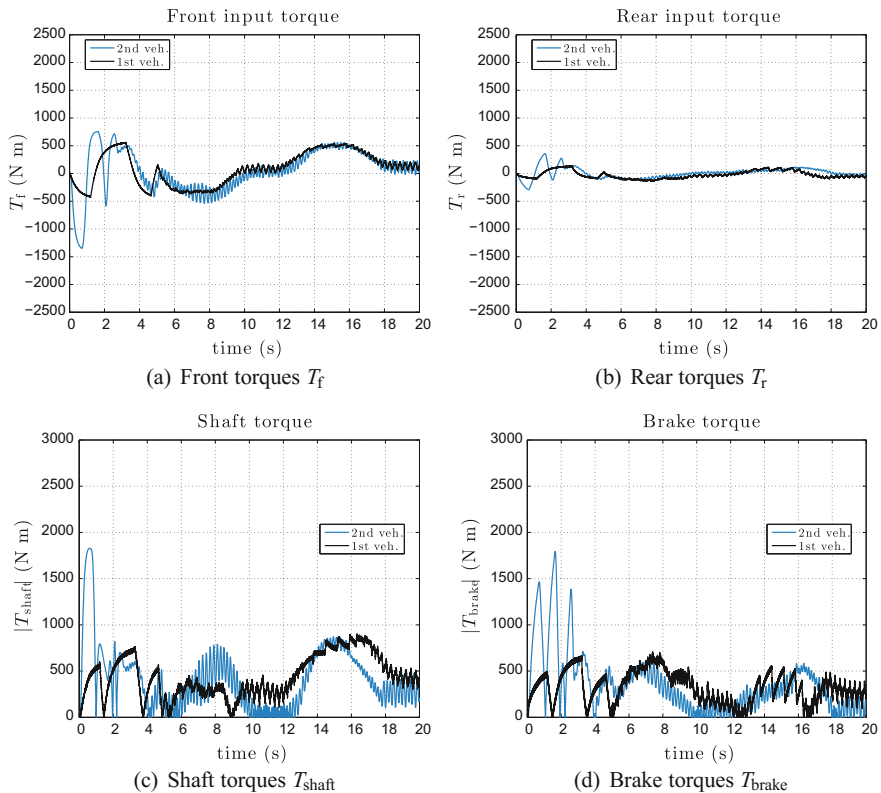 Front input torque
2500
2000
1500
1000
500
0
−500
−1000
−1500
−2000
−2500
T_f (N m)
2nd veh.
1st veh.
0 2 4 6 8 10 12 14 16 18 20
time (s)
(a) Front torques T_f
Rear input torque
2500
2000
1500
1000
500
0
−500
−1000
−1500
−2000
−2500
T_r (N m)
2nd veh.
1st veh.
0 2 4 6 8 10 12 14 16 18 20
time (s)
(b) Rear torques T_r
Shaft torque
3000
2500
2000
1500
1000
500
0
|T_shaft| (N m)
2nd veh.
1st veh.
0 2 4 6 8 10 12 14 16 18 20
time (s)
(c) Shaft torques T_shaft
Brake torque
3000
2500
2000
1500
1000
500
0
|T_brake| (N m)
2nd veh.
1st veh.
0 2 4 6 8 10 12 14 16 18 20
time (s)
(d) Brake torques T_brake